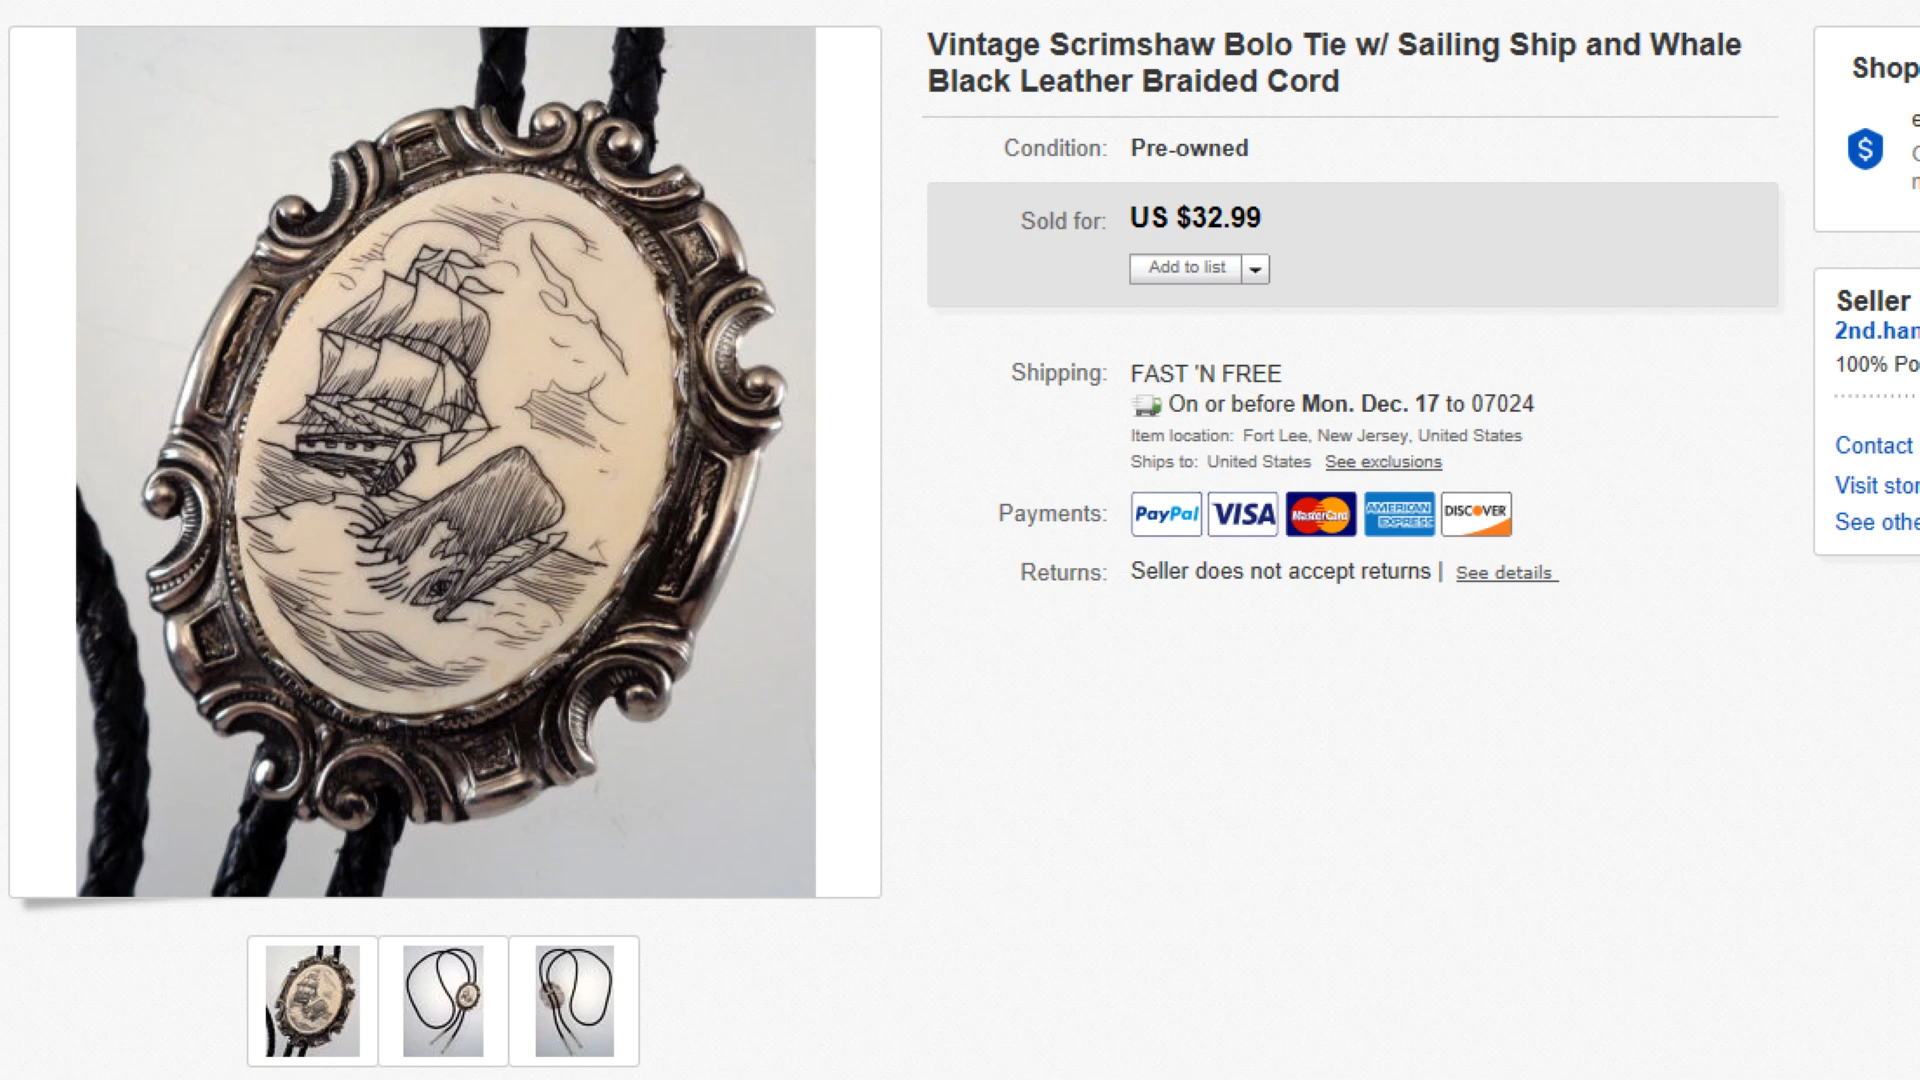 Vintage Scrimshaw Bolo Tie w/ Sailing Ship and Whale
Black Leather Braided Cord
Condition: Pre-owned
Sold for: US $32.99
Add to list
Shipping: FAST 'N FREE
On or before Mon. Dec. 17 to 07024
Item location: Fort Lee, New Jersey, United States
Ships to: United States See exclusions
Payments: PayPal VISA MasterCard AMERICAN EXPRESS DISCOVER
Returns: Seller does not accept returns | See details
Shop
$
Seller
2nd.han
100% Po
Contact
Visit stor
See othe